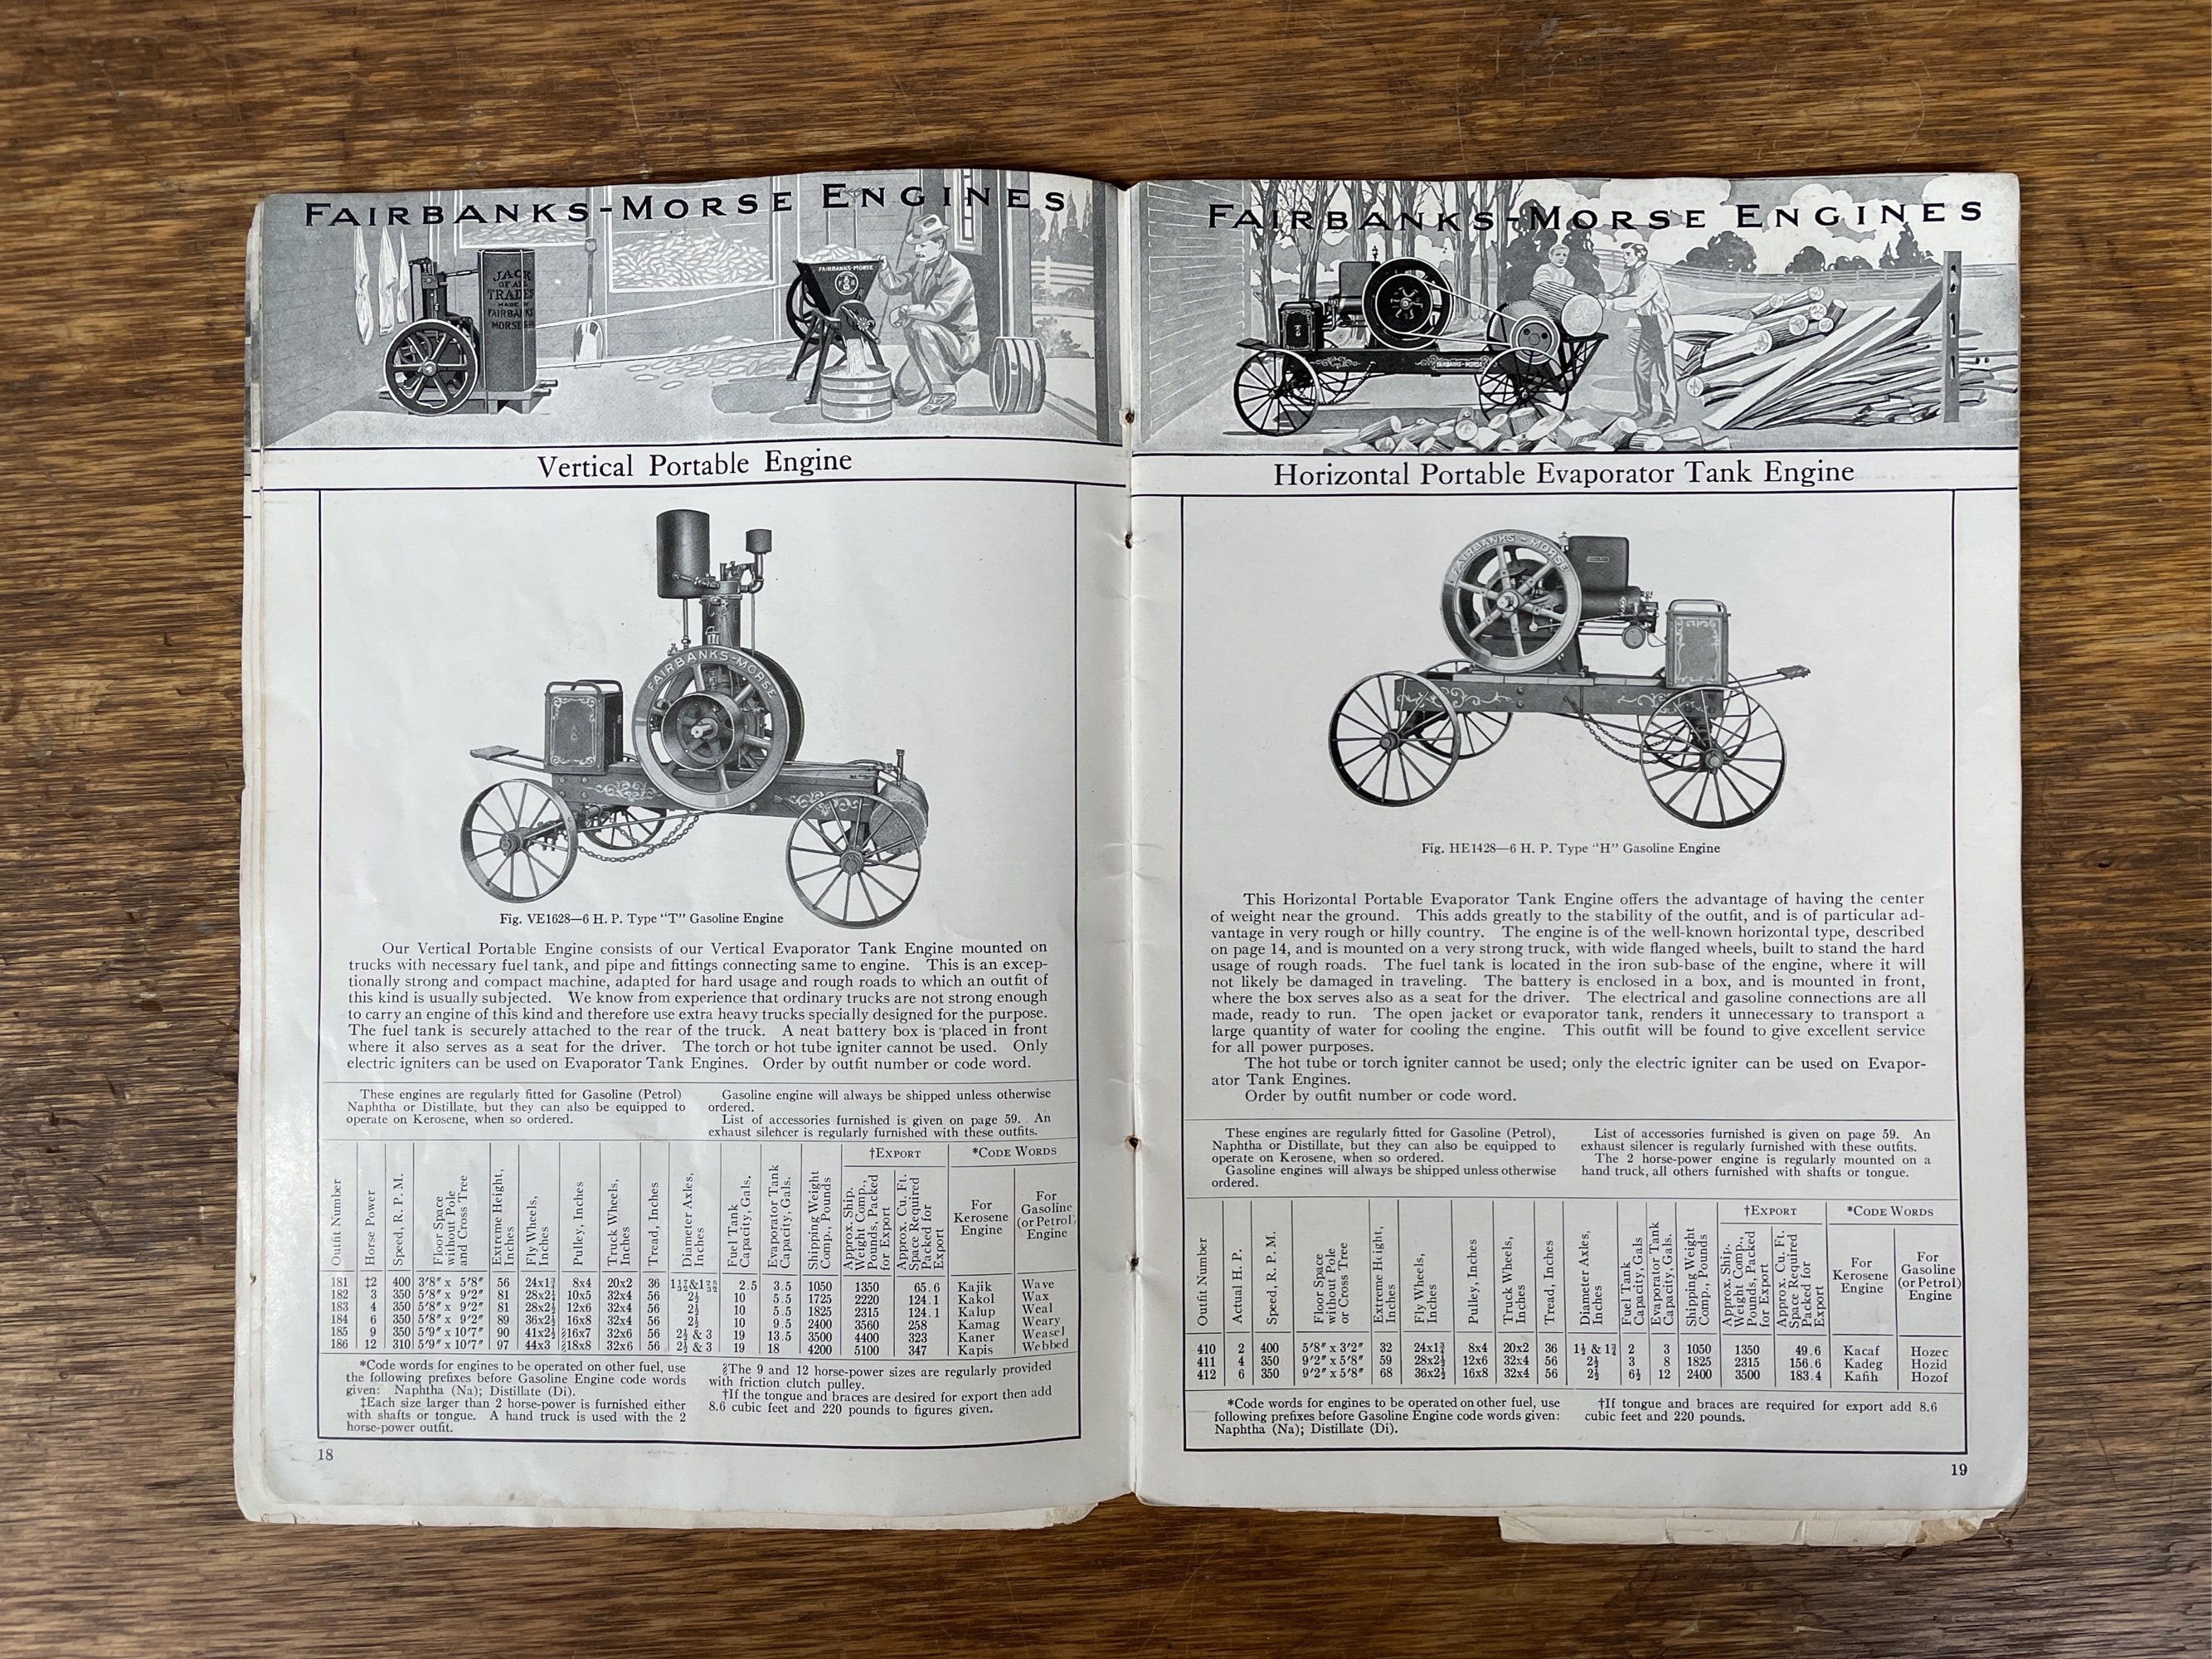 FAIRBANKS-MORSE ENGINES
JACK
OF ALL
TRADES
MADE BY
FAIRBANKS
MORSE
FAIRBANKS-MORSE
Vertical Portable Engine
FAIRBANKS-MORSE
Fig. VE1628—6 H. P. Type "T" Gasoline Engine
Our Vertical Portable Engine consists of our Vertical Evaporator Tank Engine mounted on
trucks with necessary fuel tank, and pipe and fittings connecting same to engine. This is an excep-
tionally strong and compact machine, adapted for hard usage and rough roads to which an outfit of
this kind is usually subjected. We know from experience that ordinary trucks are not strong enough
to carry an engine of this kind and therefore use extra heavy trucks specially designed for the purpose.
The fuel tank is securely attached to the rear of the truck. A neat battery box is placed in front
where it also serves as a seat for the driver. The torch or hot tube igniter cannot be used. Only
electric igniters can be used on Evaporator Tank Engines. Order by outfit number or code word.
These engines are regularly fitted for Gasoline (Petrol)
Naphtha or Distillate, but they can also be equipped to
operate on Kerosene, when so ordered.
Gasoline engine will always be shipped unless otherwise
ordered.
List of accessories furnished is given on page 59. An
exhaust silencer is regularly furnished with these outfits.
Outfit Number
Horse Power
Speed, R. P. M.
Floor Space
without Pole
and Cross Tree
Extreme Height,
Inches
Fly Wheels,
Inches
Pulley, Inches
Truck Wheels,
Inches
Tread, Inches
Diameter Axles,
Inches
Fuel Tank
Capacity, Gals.
Evaporator Tank
Capacity, Gals.
Shipping Weight
Comp., Pounds
†EXPORT
Approx. Ship.
Weight Comp.,
Pounds, Packed
for Export
Approx. Cu. Ft.
Space Required
Packed for
Export
*CODE WORDS
For
Kerosene
Engine
For
Gasoline
(or Petrol)
Engine
181 ‡2 400 3'8" x 5'8" 56 24x1¾ 8x4 20x2 36 2.5 3.5 1050 1350 65.6 Kajik Wave
182 3 350 5'8" x 9'2" 81 10x5 32x4 56 2½ 10 5.5 1725 2220 124.1 Kakol Wax
183 4 350 5'8" x 9'2" 81 28x2½ 12x6 32x4 56 2½ 10 5.5 1825 2315 124.1 Kalup Weal
184 6 350 5'8" x 9'2" 89 36x2½ 16x8 32x4 56 2½ 10 9.5 2400 3560 258 Kamag Weary
185 9 350 5'9" x 10'7" 90 41x2½ §16x7 32x6 56 2½ & 3 19 13.5 3500 4400 323 Kaner Weasel
186 12 310 5'9" x 10'7" 97 44x3 §18x8 32x6 56 2½ & 3 19 18 4200 5100 347 Kapis Webbed
*Code words for engines to be operated on other fuel, use
the following prefixes before Gasoline Engine code words
given: Naphtha (Na); Distillate (Di).
‡Each size larger than 2 horse-power is furnished either
with shafts or tongue. A hand truck is used with the 2
horse-power outfit.
§The 9 and 12 horse-power sizes are regularly provided
with friction clutch pulley.
†If the tongue and braces are desired for export then add
8.6 cubic feet and 220 pounds to figures given.
18
FAIRBANKS-MORSE ENGINES
FAIRBANKS-MORSE
Horizontal Portable Evaporator Tank Engine
FAIRBANKS-MORSE
Fig. HE1428—6 H. P. Type "H" Gasoline Engine
This Horizontal Portable Evaporator Tank Engine offers the advantage of having the center
of weight near the ground. This adds greatly to the stability of the outfit, and is of particular ad-
vantage in very rough or hilly country. The engine is of the well-known horizontal type, described
on page 14, and is mounted on a very strong truck, with wide flanged wheels, built to stand the hard
usage of rough roads. The fuel tank is located in the iron sub-base of the engine, where it will
not likely be damaged in traveling. The battery is enclosed in a box, and is mounted in front,
where the box serves also as a seat for the driver. The electrical and gasoline connections are all
made, ready to run. The open jacket or evaporator tank, renders it unnecessary to transport a
large quantity of water for cooling the engine. This outfit will be found to give excellent service
for all power purposes.
The hot tube or torch igniter cannot be used; only the electric igniter can be used on Evapor-
ator Tank Engines.
Order by outfit number or code word.
These engines are regularly fitted for Gasoline (Petrol),
Naphtha or Distillate, but they can also be equipped to
operate on Kerosene, when so ordered.
Gasoline engines will always be shipped unless otherwise
ordered.
List of accessories furnished is given on page 59. An
exhaust silencer is regularly furnished with these outfits.
The 2 horse-power engine is regularly mounted on a
hand truck, all others furnished with shafts or tongue.
Outfit Number
Actual H. P.
Speed, R. P. M.
Floor Space
without Pole
or Cross Tree
Extreme Height,
Inches
Fly Wheels,
Inches
Pulley, Inches
Truck Wheels,
Inches
Tread, Inches
Diameter Axles,
Inches
Fuel Tank
Capacity, Gals
Evaporator Tank
Capacity, Gals.
Shipping Weight
Comp., Pounds
†EXPORT
Approx. Ship.
Weight Comp.,
Pounds, Packed
for Export
Approx. Cu. Ft.
Space Required
Packed for
Export
*CODE WORDS
For
Kerosene
Engine
For
Gasoline
(or Petrol)
Engine
410 2 400 5'8" x 3'2" 32 24x1¾ 8x4 20x2 36 2 3 1050 1350 49.6 Kacaf Hozec
411 4 350 9'2" x 5'8" 59 28x2½ 12x6 32x4 56 2½ 3 8 1825 2315 156.6 Kadeg Hozid
412 6 350 9'2" x 5'8" 68 36x2½ 16x8 32x4 56 2½ 6½ 12 2400 3500 183.4 Kafih Hozof
*Code words for engines to be operated on other fuel, use
following prefixes before Gasoline Engine code words given:
Naphtha (Na); Distillate (Di).
†If tongue and braces are required for export add 8.6
cubic feet and 220 pounds.
19